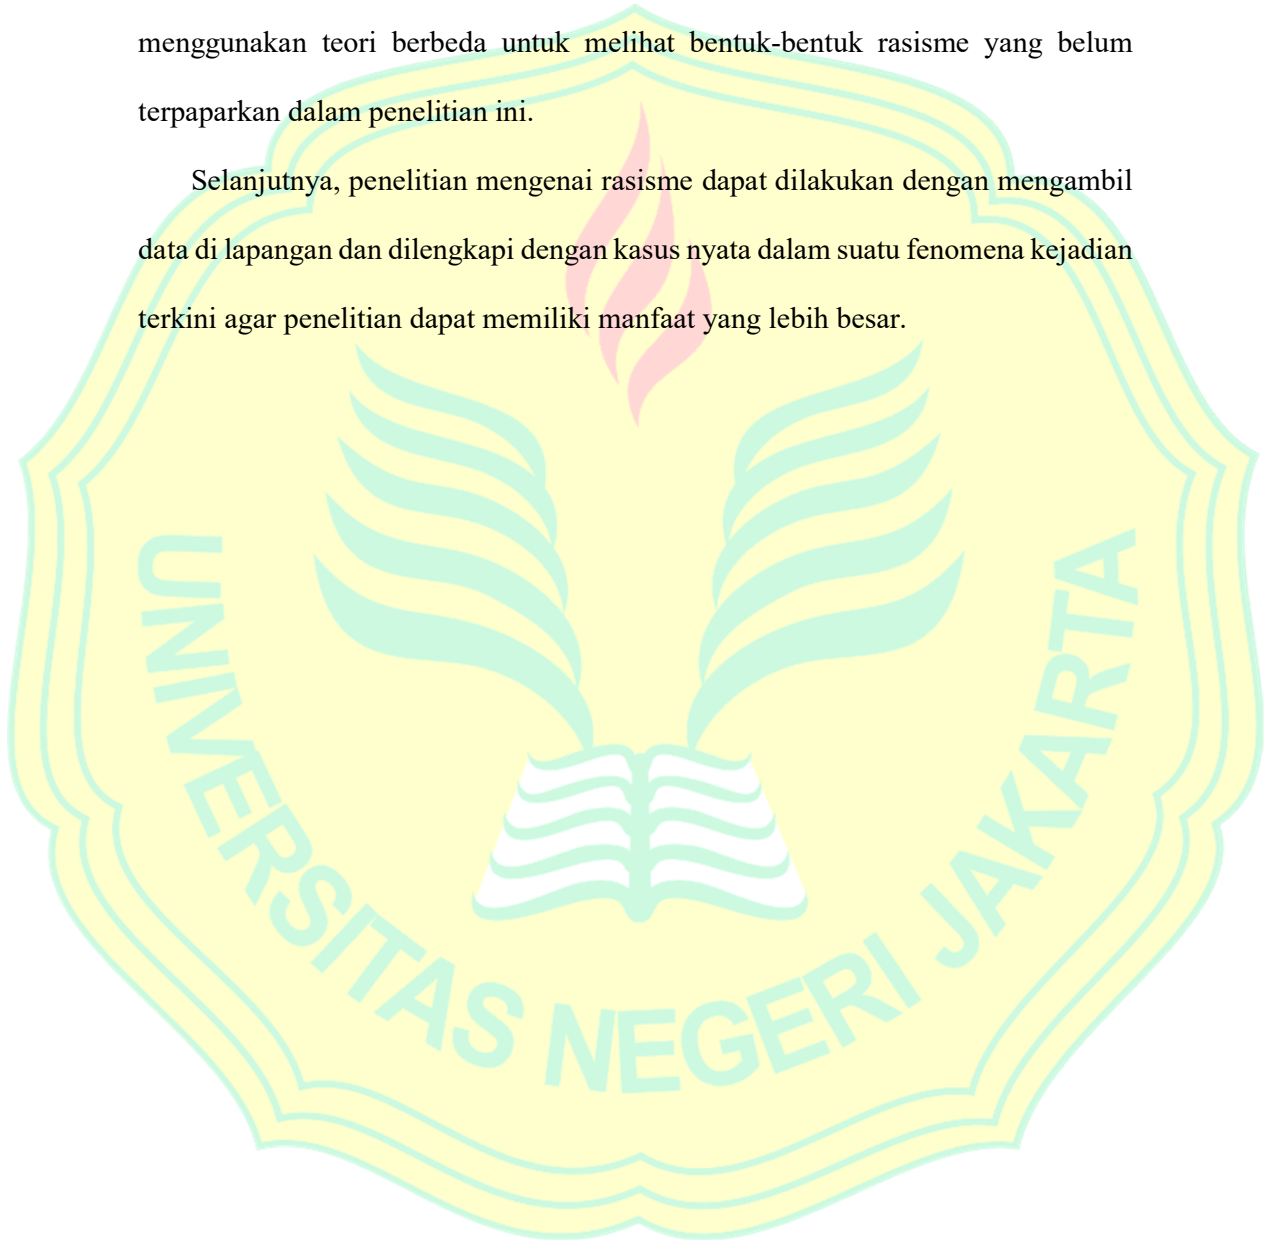 menggunakan teori berbeda untuk melihat bentuk-bentuk rasisme yang belum
terpaparkan dalam penelitian ini.
Selanjutnya, penelitian mengenai rasisme dapat dilakukan dengan mengambil
data di lapangan dan dilengkapi dengan kasus nyata dalam suatu fenomena kejadian
terkini agar penelitian dapat memiliki manfaat yang lebih besar.
UNIVERSITAS NEGERI JAKARTA